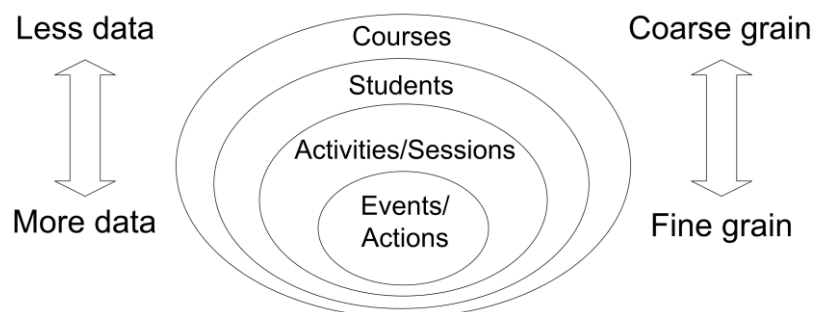 Less data
More data
Courses
Students
Activities/Sessions
Events/
Actions
Coarse grain
Fine grain